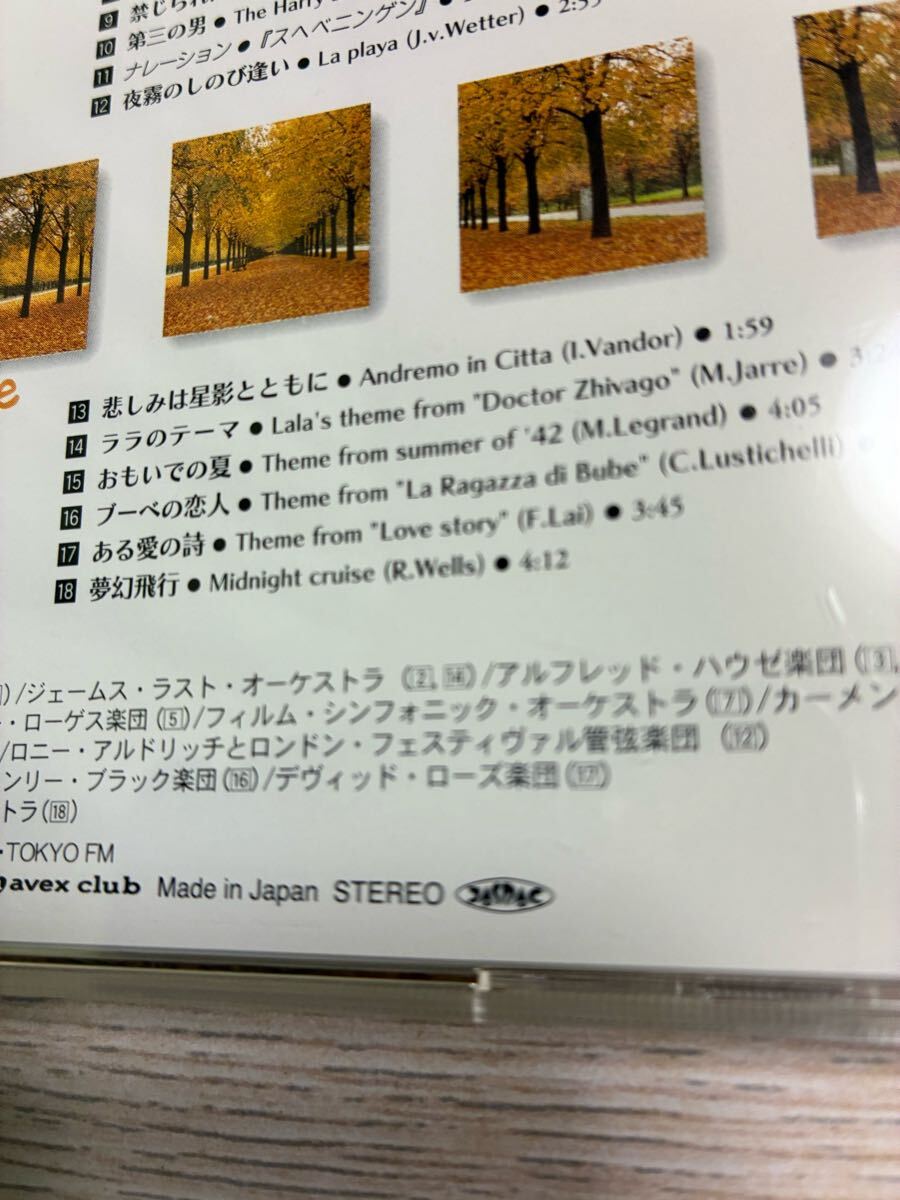 9 禁じられ
10 第三の男 ● The Harry
11 ナレーション ● 『スヘベニンゲン』 ●
12 夜霧のしのび逢い ● La playa (J.v.Wetter) ● 2:55
e
13 悲しみは星影とともに ● Andremo in Citta (I.Vandor) ● 1:59
14 ララのテーマ ● Lala's theme from "Doctor Zhivago" (M.Jarre) ●
15 おもいでの夏 ● Theme from summer of '42 (M.Legrand) ● 4:05
16 ブーベの恋人 ● Theme from "La Ragazza di Bube" (C.Lustichelli) ●
17 ある愛の詩 ● Theme from "Love story" (F.Lai) ● 3:45
18 夢幻飛行 ● Midnight cruise (R.Wells) ● 4:12
)/ジェームス・ラスト・オーケストラ (2, 14)/アルフレッド・ハウゼ楽団(3,
・ローゲス楽団(5)/フィルム・シンフォニック・オーケストラ(7)/カーメン
/ロニー・アルドリッチとロンドン・フェスティヴァル管弦楽団 (12)
ンリー・ブラック楽団(16)/デヴィッド・ローズ楽団(17)
トラ(18)
・TOKYO FM
avex club Made in Japan STEREO JASRAC